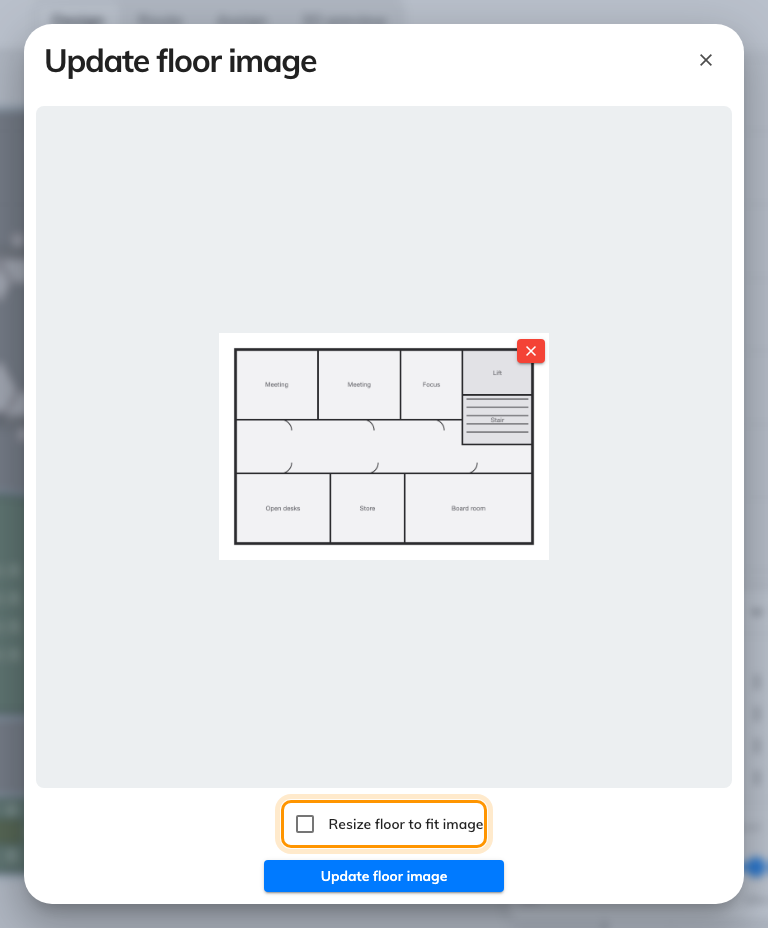 Update floor image
Meeting
Meeting
Focus
Lift
Stair
Open desks
Store
Board room
Resize floor to fit image
Update floor image